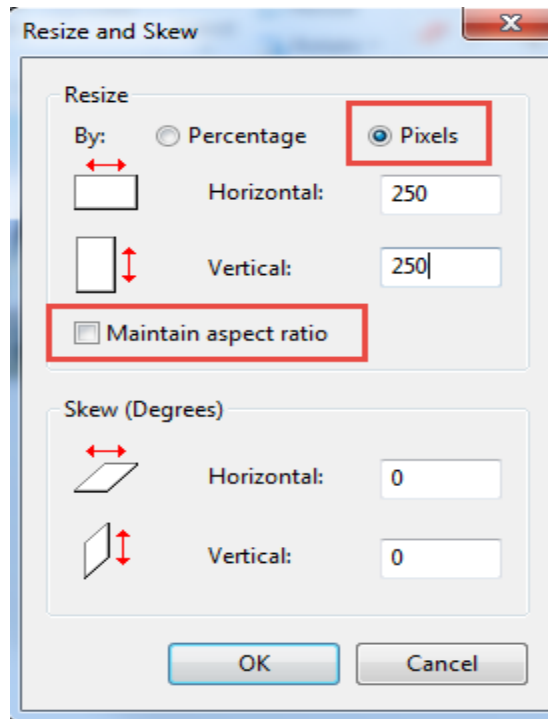 Resize and Skew
Resize
By: Percentage Pixels
Horizontal: 250
Vertical: 250
Maintain aspect ratio
Skew (Degrees)
Horizontal: 0
Vertical: 0
OK Cancel